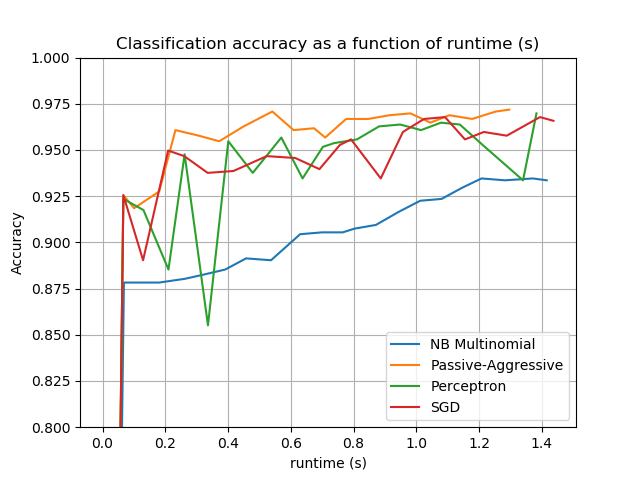 Classification accuracy as a function of runtime (s)
1.000
0.975
0.950
0.925
0.900
0.875
0.850
0.825
0.800
Accuracy
0.0 0.2 0.4 0.6 0.8 1.0 1.2 1.4
runtime (s)
NB Multinomial
Passive-Aggressive
Perceptron
SGD